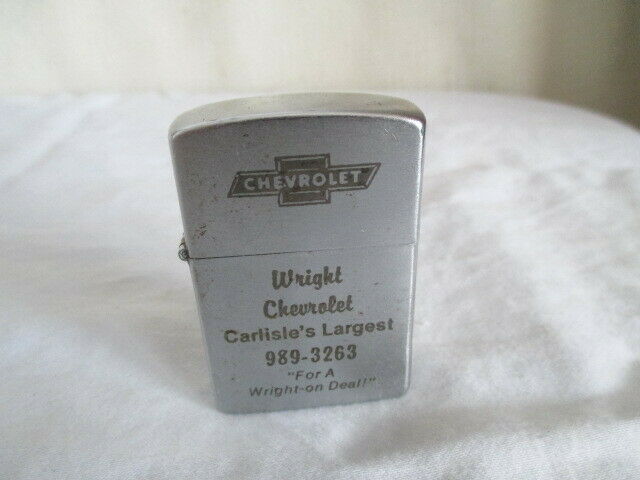 CHEVROLET
Wright
Chevrolet
Carlisle's Largest
989-3263
"For A
Wright-on Deal!"